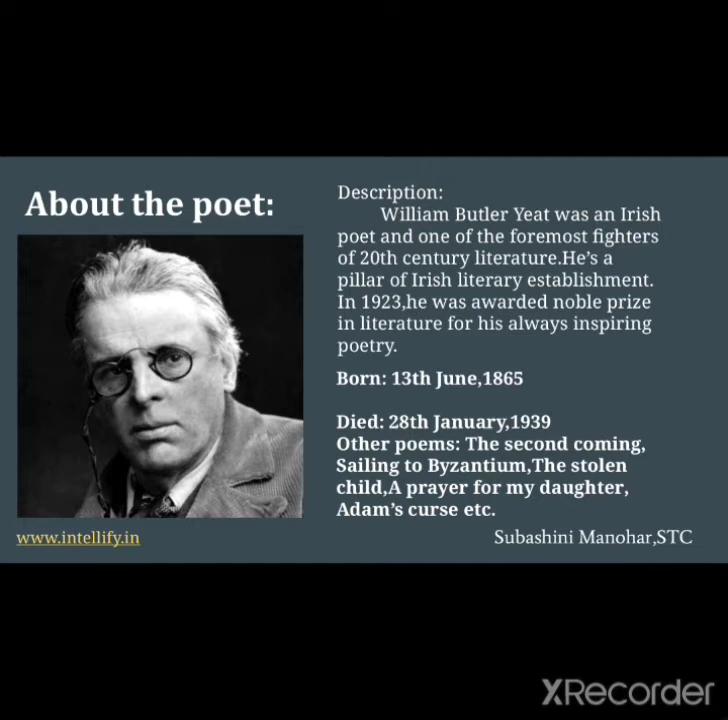 About the poet:
Description:
William Butler Yeat was an Irish
poet and one of the foremost fighters
of 20th century literature.He's a
pillar of Irish literary establishment.
In 1923,he was awarded noble prize
in literature for his always inspiring
poetry.
Born: 13th June,1865
Died: 28th January,1939
Other poems: The second coming,
Sailing to Byzantium,The stolen
child,A prayer for my daughter,
Adam's curse etc.
www.intellify.in
Subashini Manohar,STC
XRecorder